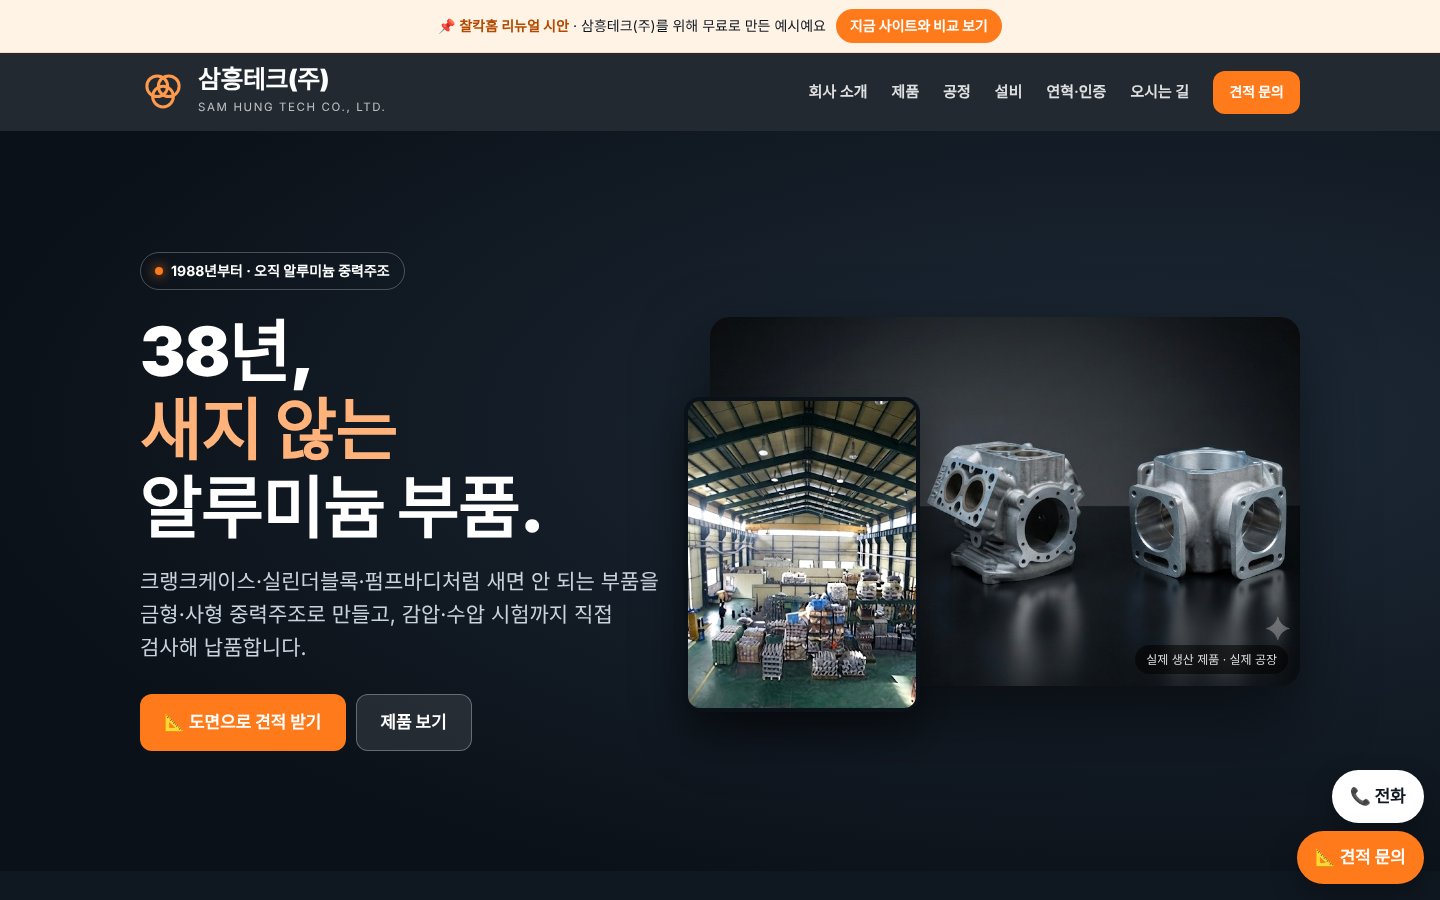 📌 찰칵홈 리뉴얼 시안 · 삼흥테크(주)를 위해 무료로 만든 예시예요 지금 사이트와 비교 보기
삼흥테크(주)
SAM HUNG TECH CO., LTD.
회사 소개 제품 공정 설비 연혁·인증 오시는 길 견적 문의
1988년부터 · 오직 알루미늄 중력주조
38년,
새지 않는
알루미늄 부품.
크랭크케이스·실린더블록·펌프바디처럼 새면 안 되는 부품을
금형·사형 중력주조로 만들고, 감압·수압 시험까지 직접
검사해 납품합니다.
📐 도면으로 견적 받기 제품 보기
실제 생산 제품 · 실제 공장
📞 전화
📐 견적 문의